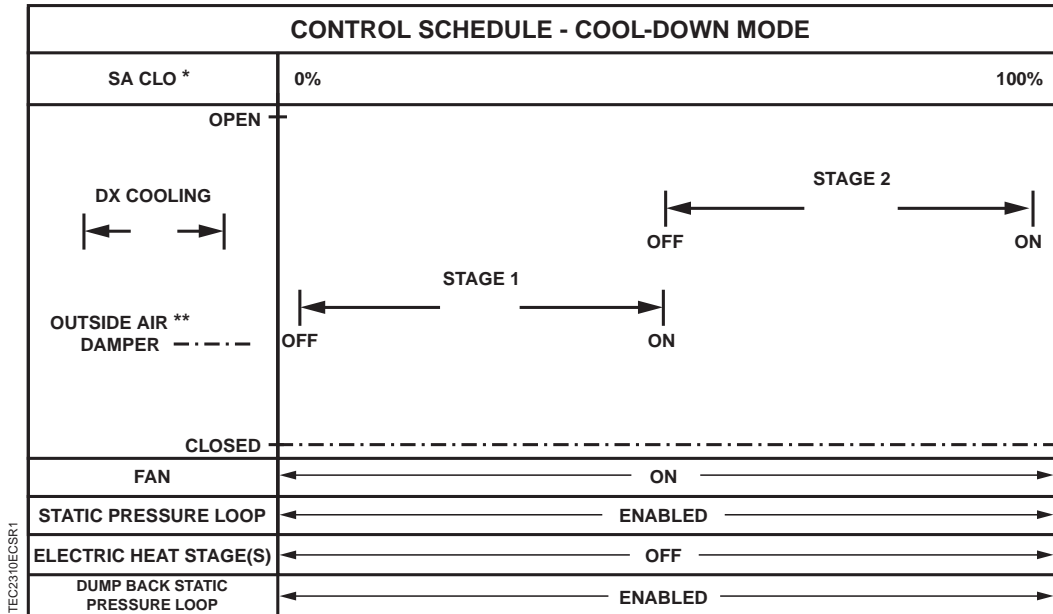 CONTROL SCHEDULE - COOL-DOWN MODE
SA CLO *
0%
100%
OPEN
DX COOLING
STAGE 2
OFF
ON
STAGE 1
OFF
ON
OUTSIDE AIR **
DAMPER
CLOSED
FAN
ON
STATIC PRESSURE LOOP
ENABLED
ELECTRIC HEAT STAGE(S)
OFF
DUMP BACK STATIC
PRESSURE LOOP
ENABLED
TEC2310ECSR1